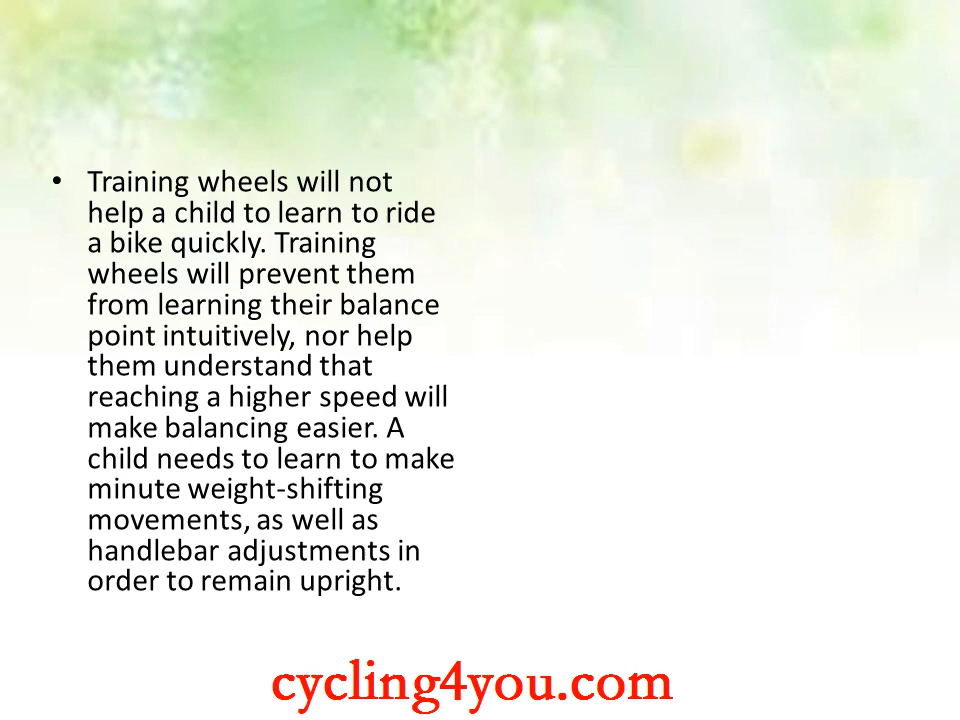 • Training wheels will not
help a child to learn to ride
a bike quickly. Training
wheels will prevent them
from learning their balance
point intuitively, nor help
them understand that
reaching a higher speed will
make balancing easier. A
child needs to learn to make
minute weight-shifting
movements, as well as
handlebar adjustments in
order to remain upright.
cycling4you.com